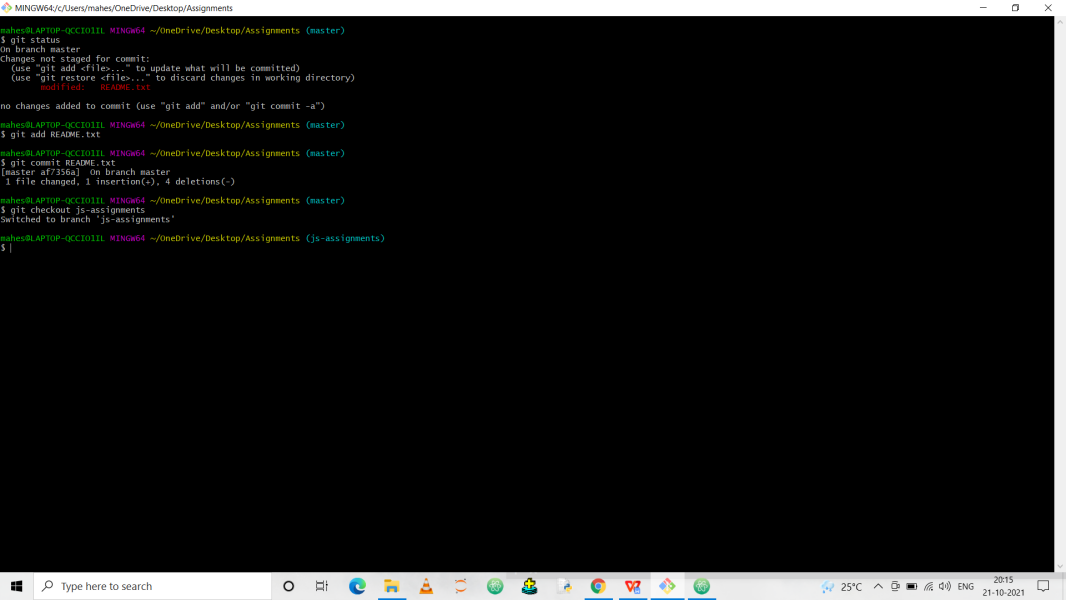 MINGW64:/c/Users/mahes/OneDrive/Desktop/Assignments
mahes@LAPTOP-QCCIO1IL MINGW64 ~/OneDrive/Desktop/Assignments (master)
$ git status
On branch master
Changes not staged for commit:
  (use "git add <file>..." to update what will be committed)
  (use "git restore <file>..." to discard changes in working directory)
        modified:   README.txt
no changes added to commit (use "git add" and/or "git commit -a")
mahes@LAPTOP-QCCIO1IL MINGW64 ~/OneDrive/Desktop/Assignments (master)
$ git add README.txt
mahes@LAPTOP-QCCIO1IL MINGW64 ~/OneDrive/Desktop/Assignments (master)
$ git commit README.txt
[master af7356a]  On branch master
 1 file changed, 1 insertion(+), 4 deletions(-)
mahes@LAPTOP-QCCIO1IL MINGW64 ~/OneDrive/Desktop/Assignments (master)
$ git checkout js-assignments
Switched to branch 'js-assignments'
mahes@LAPTOP-QCCIO1IL MINGW64 ~/OneDrive/Desktop/Assignments (js-assignments)
$
Type here to search
25°C
ENG
20:15
21-10-2021